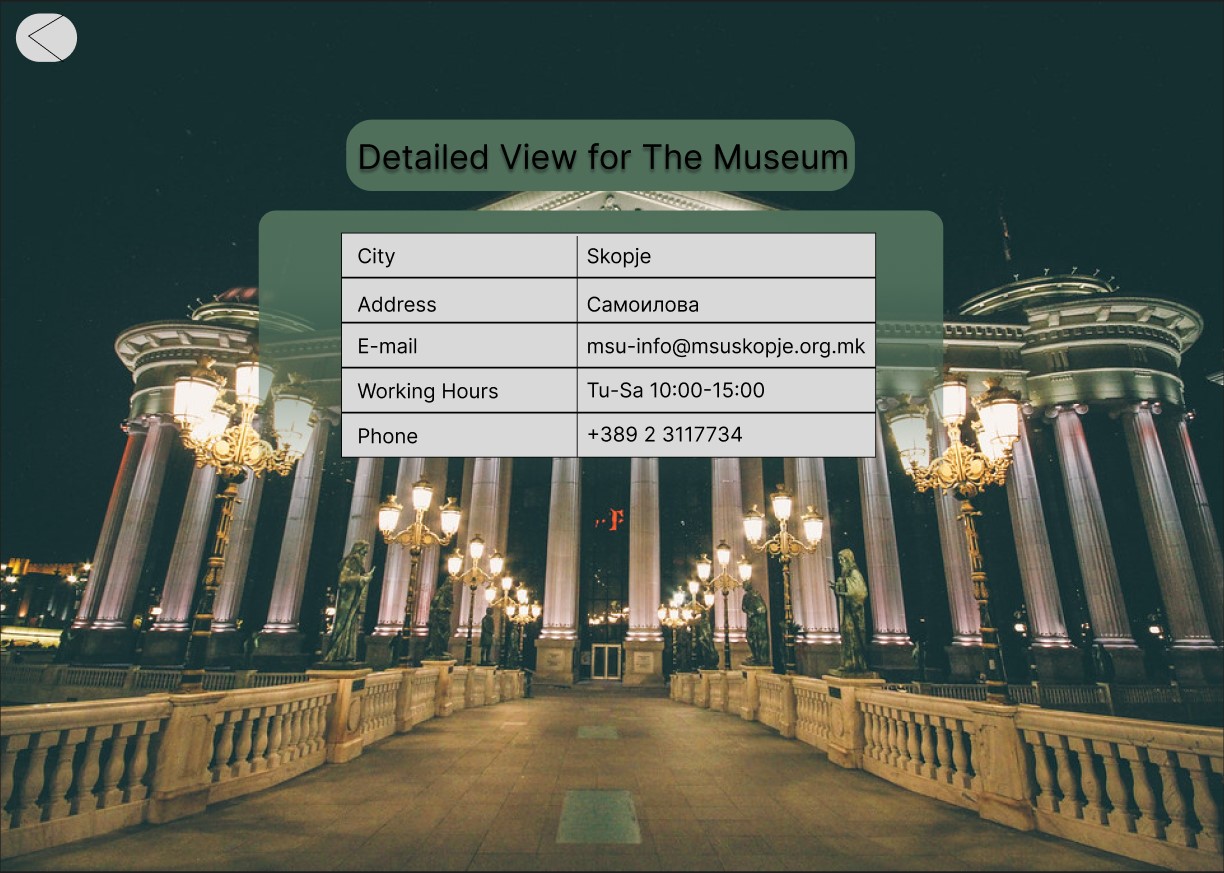 Detailed View for The Museum
City Skopje
Address Самоилова
E-mail msu-info@msuskopje.org.mk
Working Hours Tu-Sa 10:00-15:00
Phone +389 2 3117734